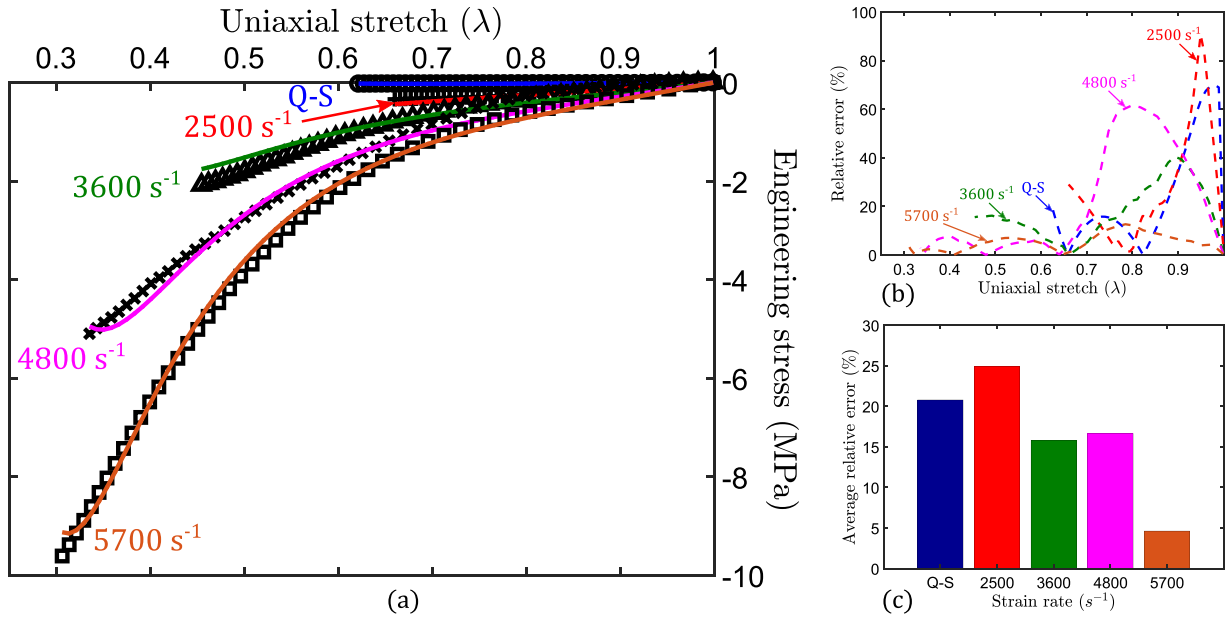 Uniaxial stretch (λ)
0.3 0.4 0.5 0.6 0.7 0.8 0.9 1
0
-2
-4
-6
-8
-10
Engineering stress (MPa)
Q-S
2500 s⁻¹
3600 s⁻¹
4800 s⁻¹
5700 s⁻¹
(a)
100
80
60
40
20
0
Relative error (%)
2500 s⁻¹
4800 s⁻¹
3600 s⁻¹
Q-S
5700 s⁻¹
0.3 0.4 0.5 0.6 0.7 0.8 0.9
Uniaxial stretch (λ)
(b)
30
25
20
15
10
5
0
Average relative error (%)
Q-S 2500 3600 4800 5700
Strain rate (s⁻¹)
(c)